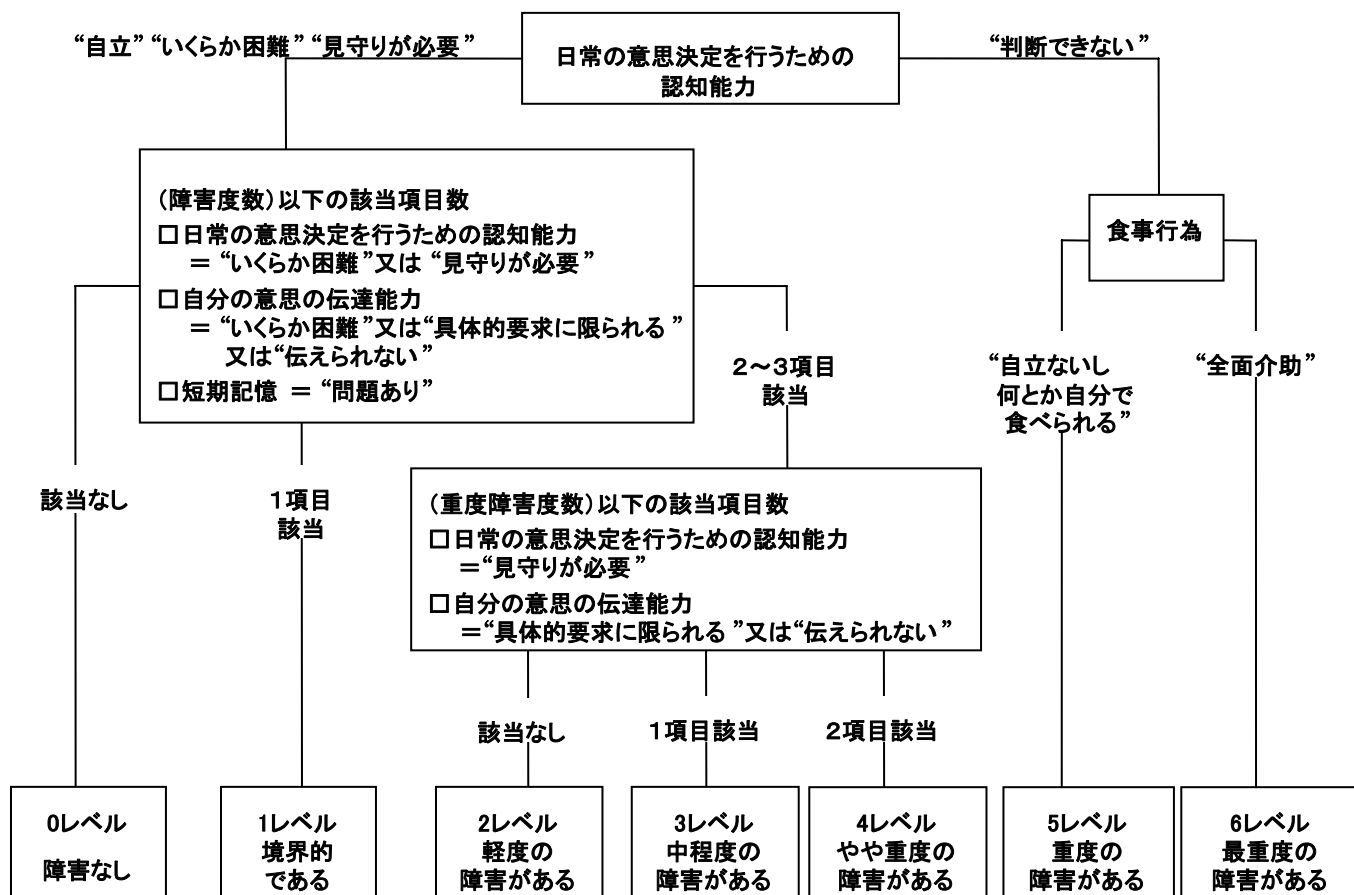 “自立” “いくらか困難” “見守りが必要”
日常の意思決定を行うための
認知能力
“判断できない”
(障害度数)以下の該当項目数
□日常の意思決定を行うための認知能力
＝“いくらか困難”又は “見守りが必要”
□自分の意思の伝達能力
＝“いくらか困難”又は“具体的要求に限られる”
又は“伝えられない”
□短期記憶 ＝ “問題あり”
食事行為
２～３項目
該当
“自立ないし
何とか自分で
食べられる”
“全面介助”
該当なし
１項目
該当
(重度障害度数)以下の該当項目数
□日常の意思決定を行うための認知能力
＝“見守りが必要”
□自分の意思の伝達能力
＝“具体的要求に限られる”又は“伝えられない”
該当なし
１項目該当
２項目該当
0レベル
障害なし
1レベル
境界的
である
2レベル
軽度の
障害がある
3レベル
中程度の
障害がある
4レベル
やや重度の
障害がある
5レベル
重度の
障害がある
6レベル
最重度の
障害がある